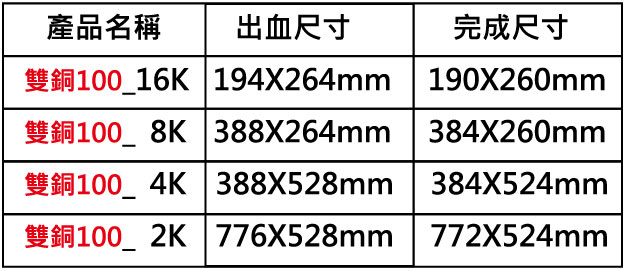 產品名稱 出血尺寸 完成尺寸
雙銅100_16K 194X264mm 190X260mm
雙銅100_ 8K 388X264mm 384X260mm
雙銅100_ 4K 388X528mm 384X524mm
雙銅100_ 2K 776X528mm 772X524mm